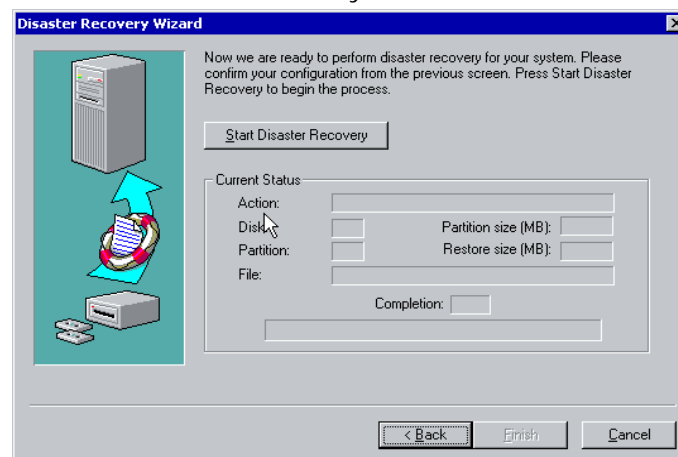 Disaster Recovery Wizard
Now we are ready to perform disaster recovery for your system. Please
confirm your configuration from the previous screen. Press Start Disaster
Recovery to begin the process.
Start Disaster Recovery
Current Status
Action:
Disk:
Partition size (MB):
Partition:
Restore size (MB):
File:
Completion:
< Back
Finish
Cancel